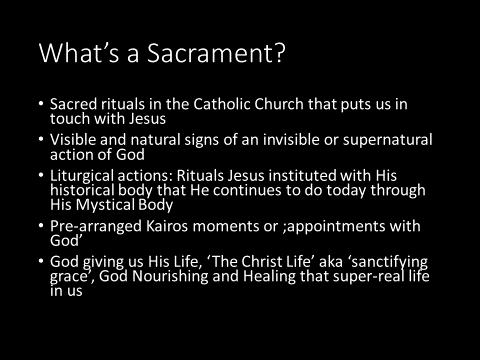 What's a Sacrament?
• Sacred rituals in the Catholic Church that puts us in
touch with Jesus
• Visible and natural signs of an invisible or supernatural
action of God
• Liturgical actions: Rituals Jesus instituted with His
historical body that He continues to do today through
His Mystical Body
• Pre-arranged Kairos moments or ;appointments with
God'
• God giving us His Life, 'The Christ Life' aka 'sanctifying
grace', God Nourishing and Healing that super-real life
in us